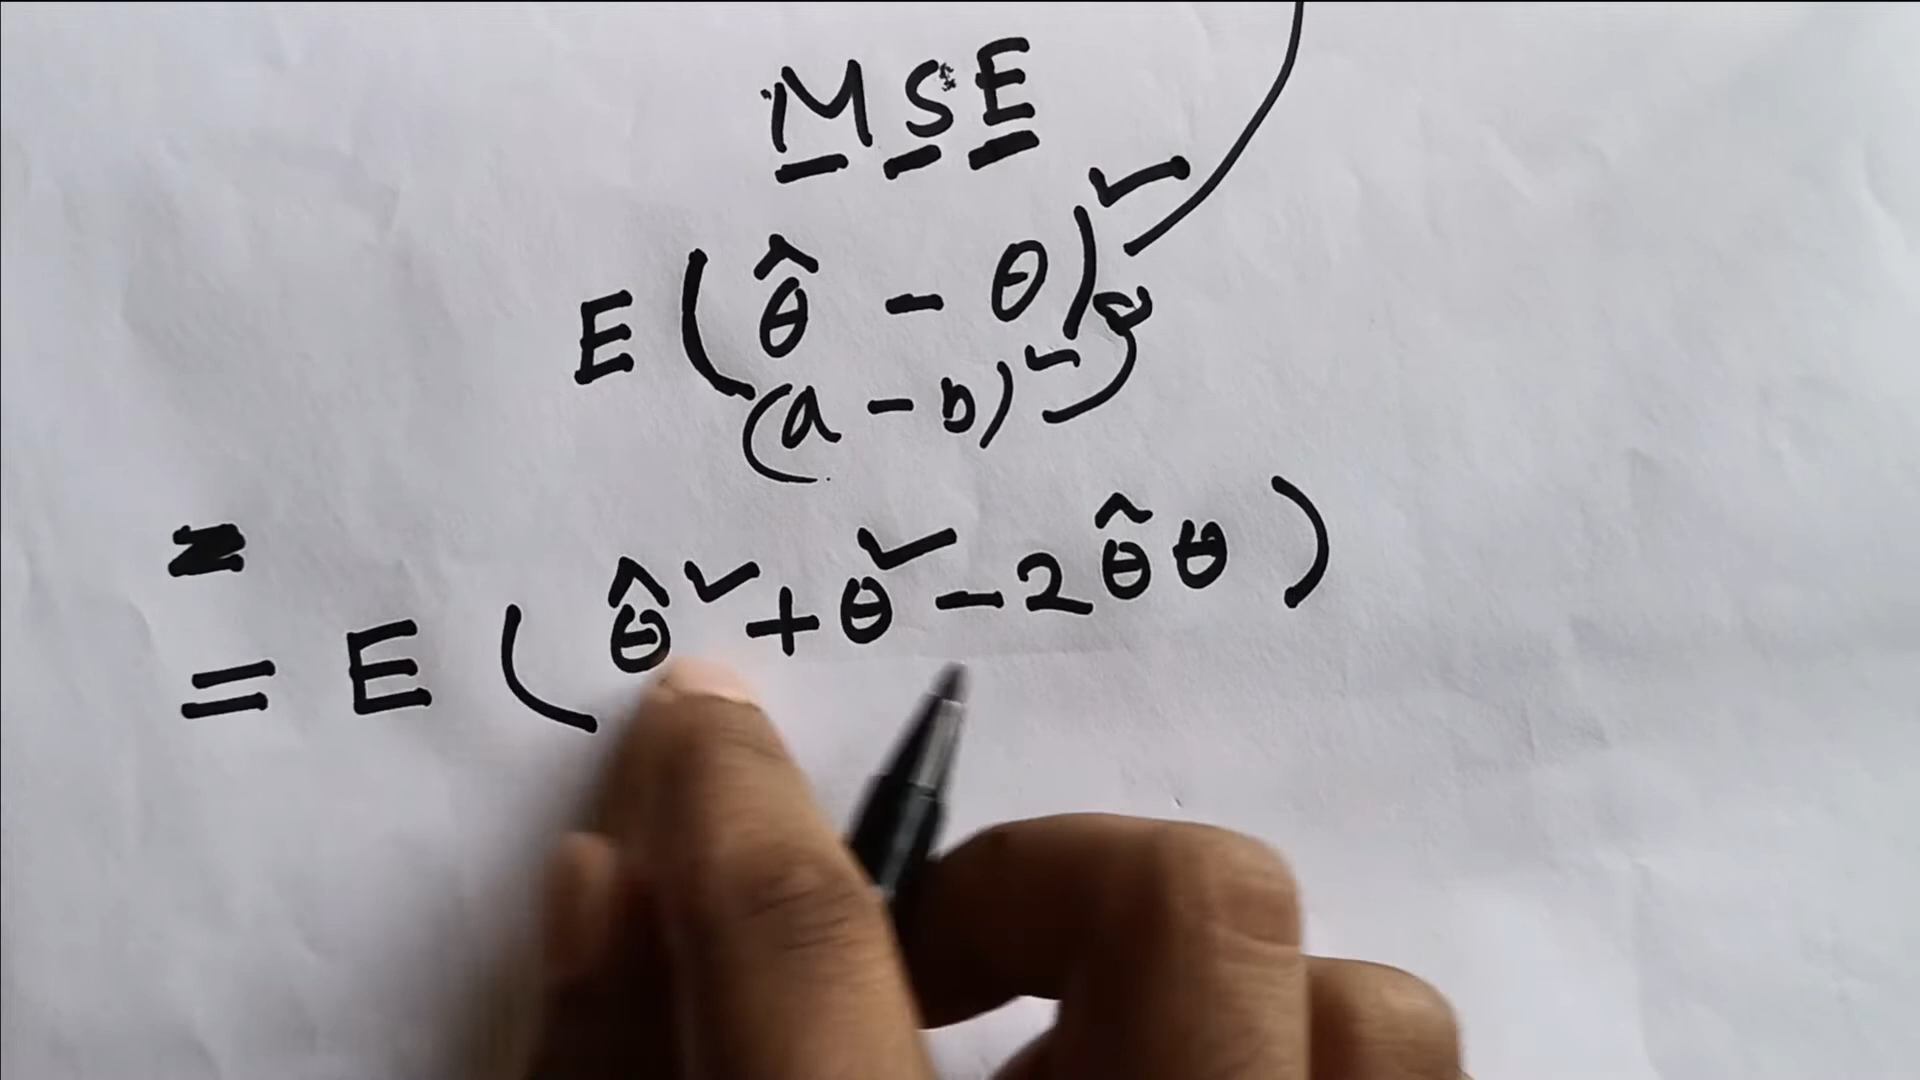 MSE
E(θ̂ - θ)²
(a - b)²
= E(θ̂² + θ² - 2θ̂θ)